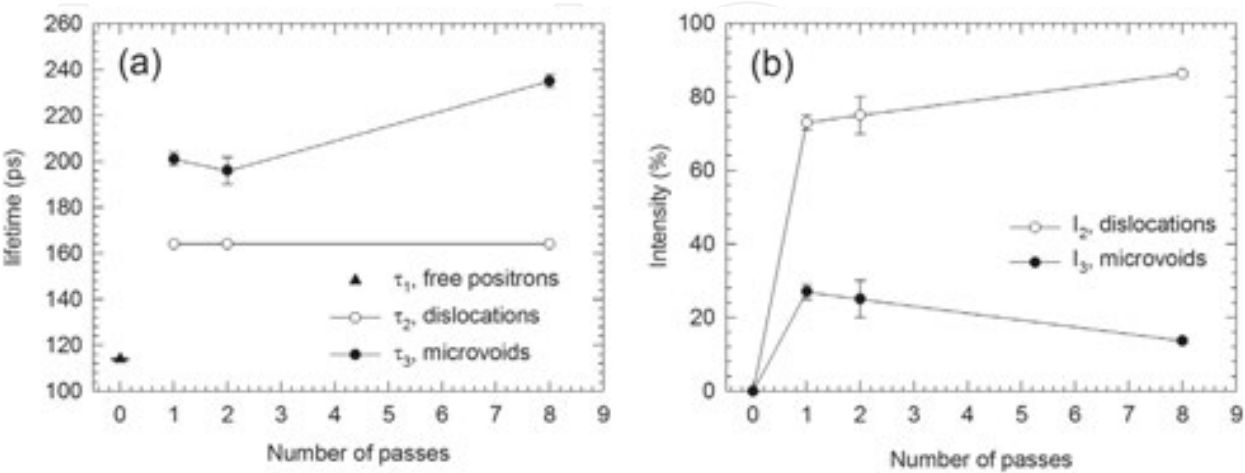 (a)
lifetime (ps)
260
240
220
200
180
160
140
120
100
τ1, free positrons
τ2, dislocations
τ3, microvoids
0 1 2 3 4 5 6 7 8 9
Number of passes
(b)
Intensity (%)
100
80
60
40
20
0
I2, dislocations
I3, microvoids
0 1 2 3 4 5 6 7 8 9
Number of passes